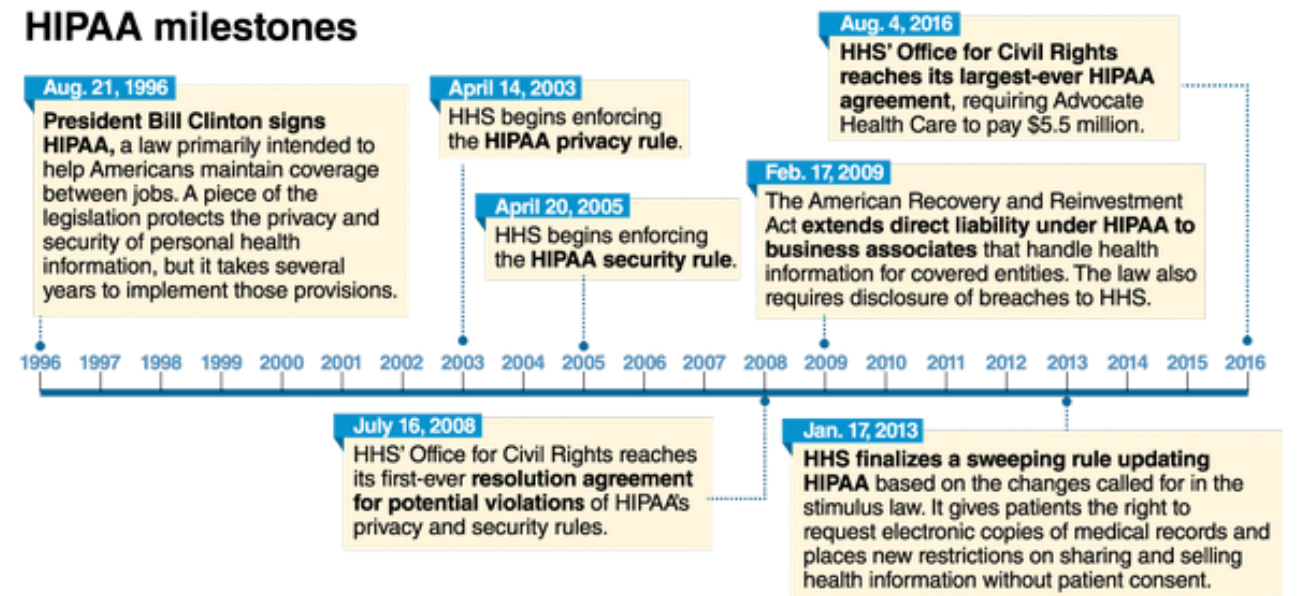 HIPAA milestones
Aug. 21, 1996
President Bill Clinton signs
HIPAA, a law primarily intended to
help Americans maintain coverage
between jobs. A piece of the
legislation protects the privacy and
security of personal health
information, but it takes several
years to implement those provisions.
April 14, 2003
HHS begins enforcing
the HIPAA privacy rule.
April 20, 2005
HHS begins enforcing
the HIPAA security rule.
Aug. 4, 2016
HHS' Office for Civil Rights
reaches its largest-ever HIPAA
agreement, requiring Advocate
Health Care to pay $5.5 million.
Feb. 17, 2009
The American Recovery and Reinvestment
Act extends direct liability under HIPAA to
business associates that handle health
information for covered entities. The law also
requires disclosure of breaches to HHS.
1996 1997 1998 1999 2000 2001 2002 2003 2004 2005 2006 2007 2008 2009 2010 2011 2012 2013 2014 2015 2016
July 16, 2008
HHS' Office for Civil Rights reaches
its first-ever resolution agreement
for potential violations of HIPAA's
privacy and security rules.
Jan. 17, 2013
HHS finalizes a sweeping rule updating
HIPAA based on the changes called for in the
stimulus law. It gives patients the right to
request electronic copies of medical records and
places new restrictions on sharing and selling
health information without patient consent.